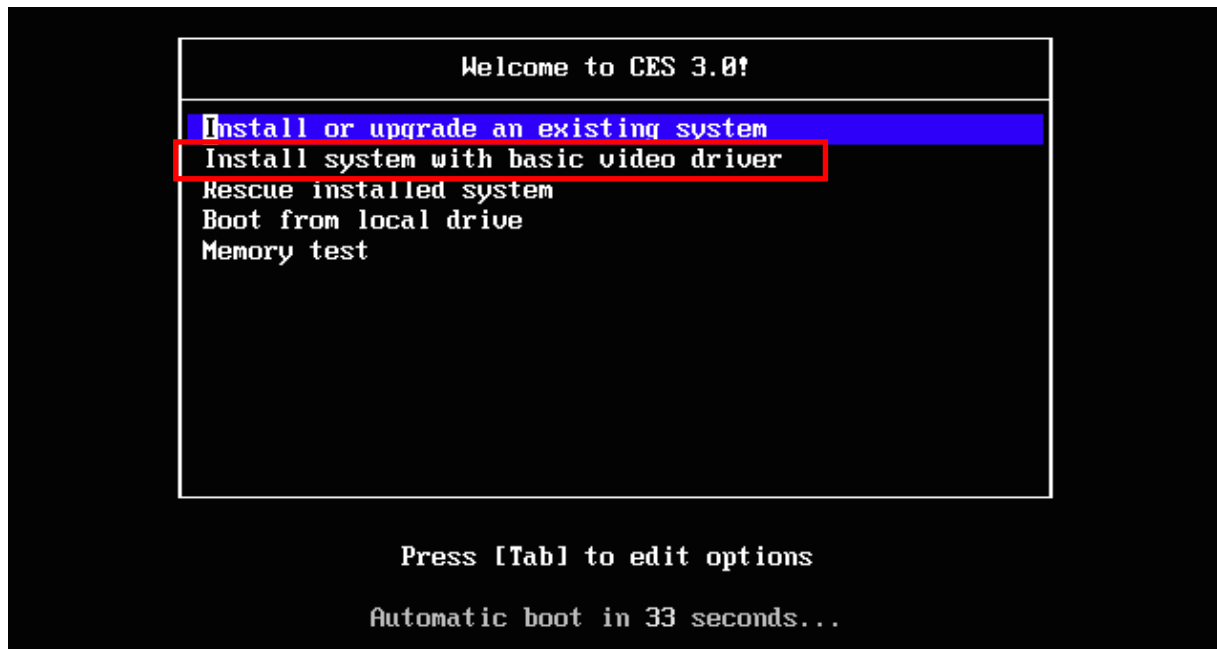 Welcome to CES 3.0!
Install or upgrade an existing system
Install system with basic video driver
Rescue installed system
Boot from local drive
Memory test
Press [Tab] to edit options
Automatic boot in 33 seconds...